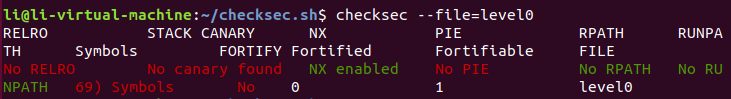 li@li-virtual-machine:~/checksec.sh$ checksec --file=level0
RELRO STACK CANARY NX PIE RPATH RUNPA
TH Symbols FORTIFY Fortified Fortifiable FILE
No RELRO No canary found NX enabled No PIE No RPATH No RU
NPATH 69) Symbols No 0 1 level0